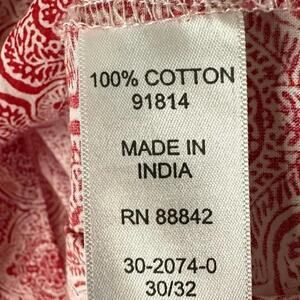 100% COTTON
91814
MADE IN
INDIA
RN 88842
30-2074-0
30/32